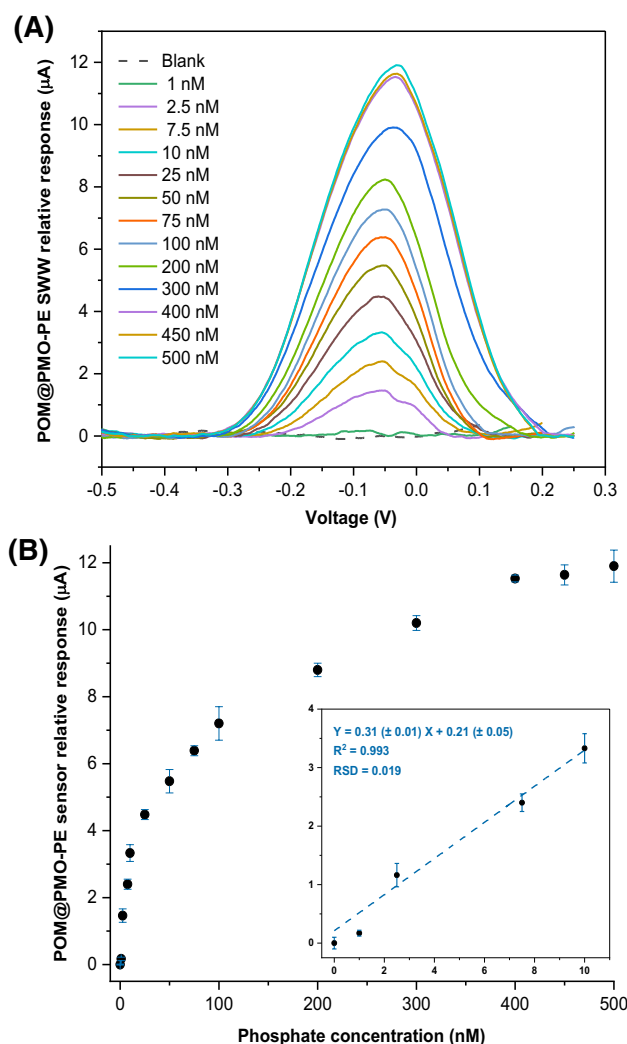 (A)
POM@PMO-PE SWW relative response (µA)
12
10
8
6
4
2
0
Blank
1 nM
2.5 nM
7.5 nM
10 nM
25 nM
50 nM
75 nM
100 nM
200 nM
300 nM
400 nM
450 nM
500 nM
-0.5 -0.4 -0.3 -0.2 -0.1 0.0 0.1 0.2 0.3
Voltage (V)
(B)
POM@PMO-PE sensor relative response (µA)
12
10
8
6
4
2
0
Y = 0.31 (± 0.01) X + 0.21 (± 0.05)
R² = 0.993
RSD = 0.019
4
3
2
1
0
0 2 4 6 8 10
0 100 200 300 400 500
Phosphate concentration (nM)